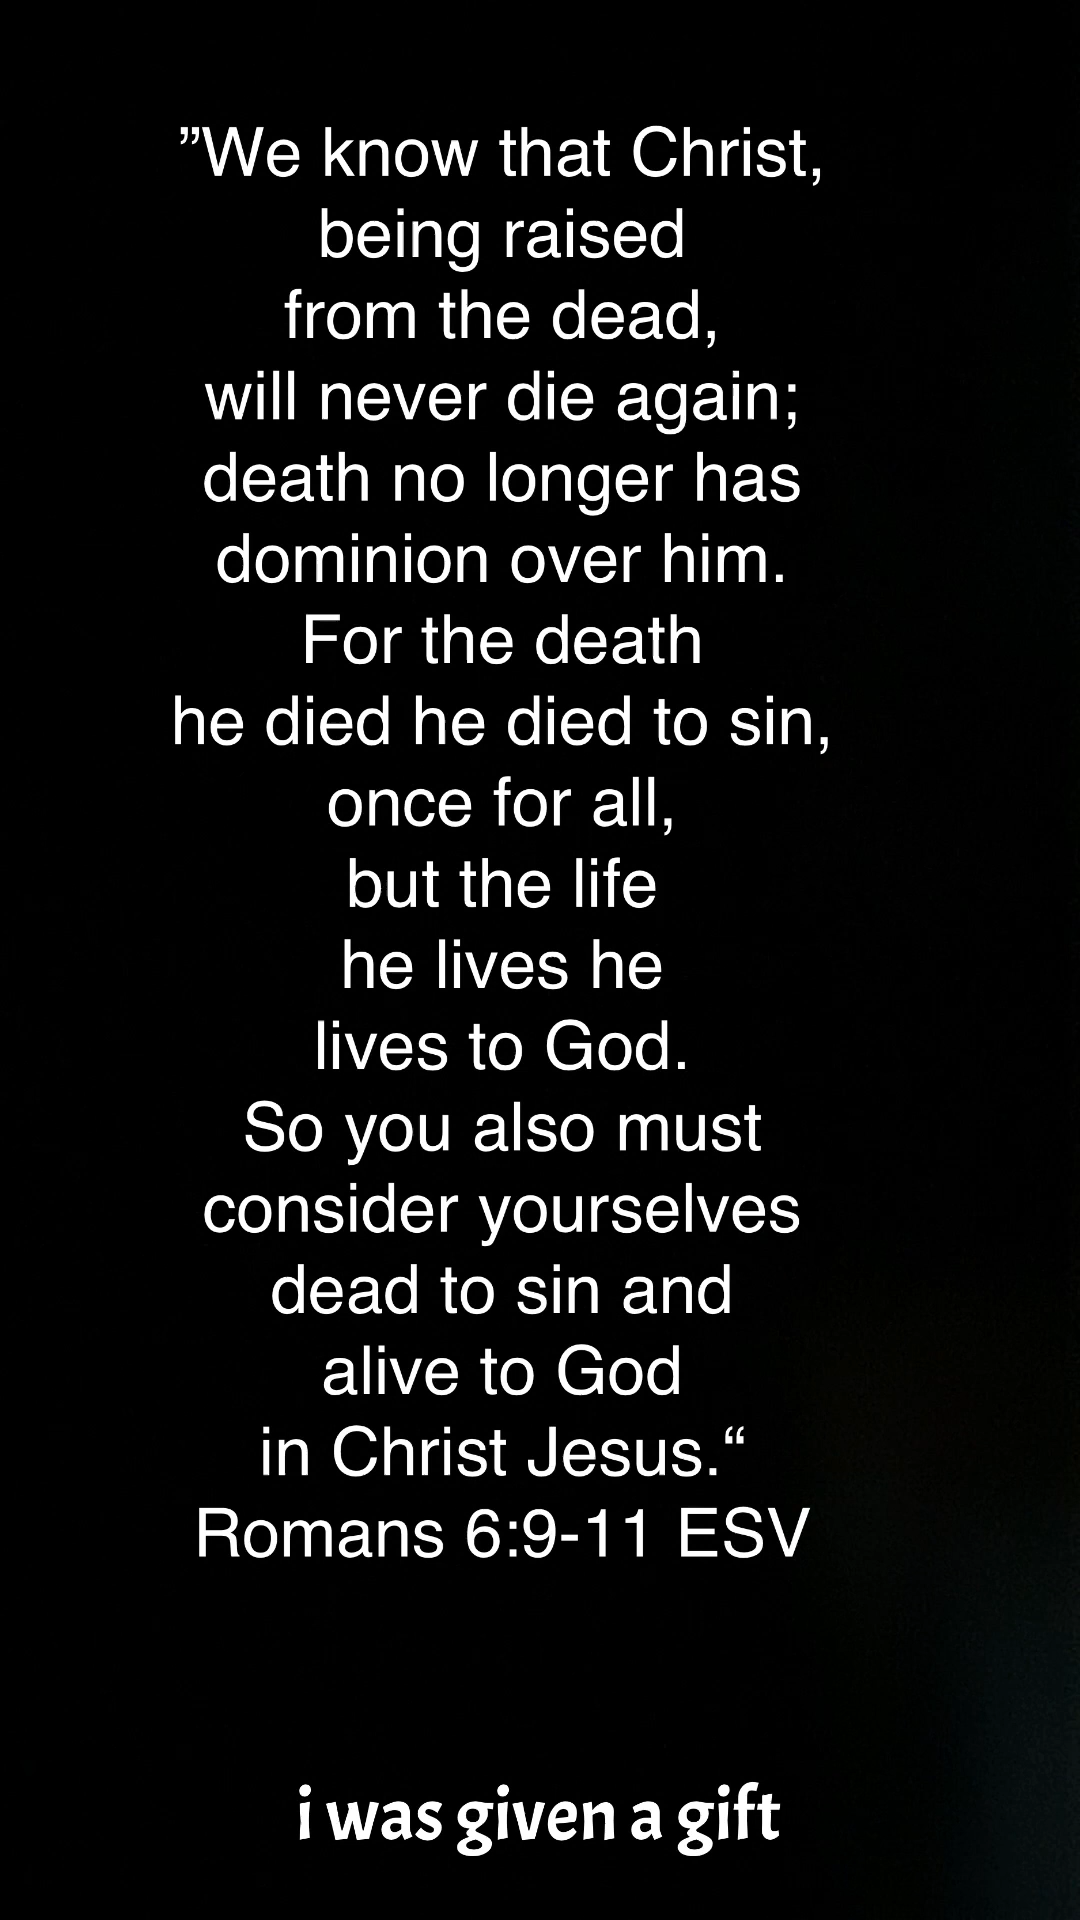 ”We know that Christ,
being raised
from the dead,
will never die again;
death no longer has
dominion over him.
For the death
he died he died to sin,
once for all,
but the life
he lives he
lives to God.
So you also must
consider yourselves
dead to sin and
alive to God
in Christ Jesus.“
Romans 6:9-11 ESV
i was given a gift